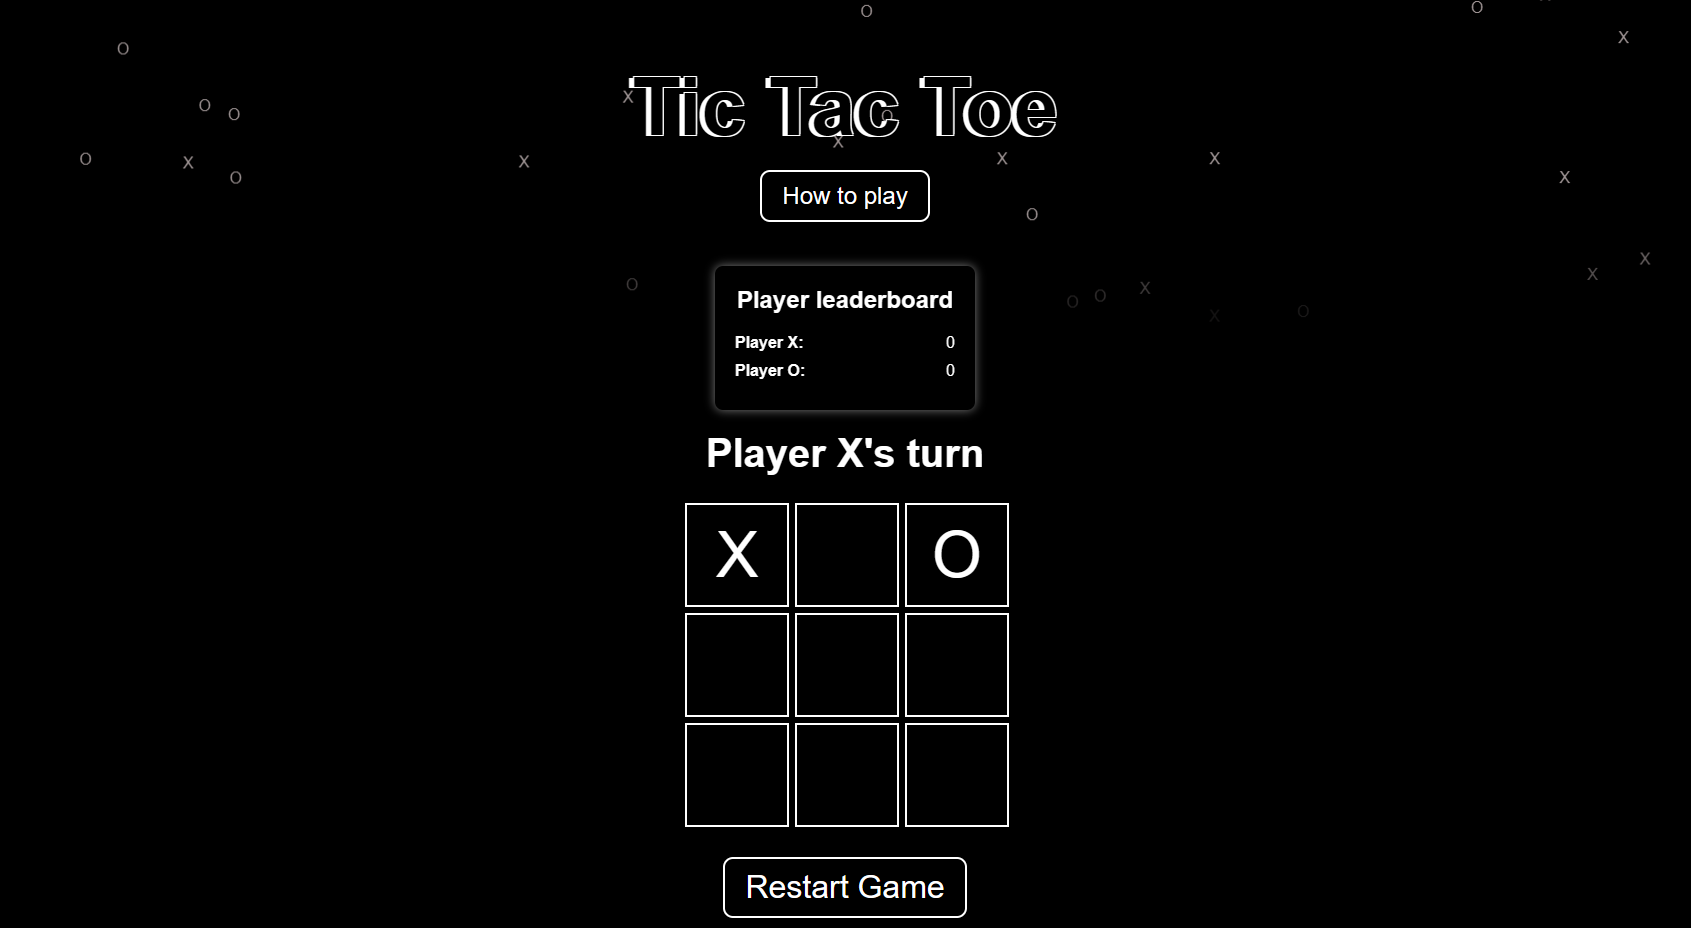 Tic Tac Toe
How to play
Player leaderboard
Player X: 0
Player O: 0
Player X's turn
X O
Restart Game